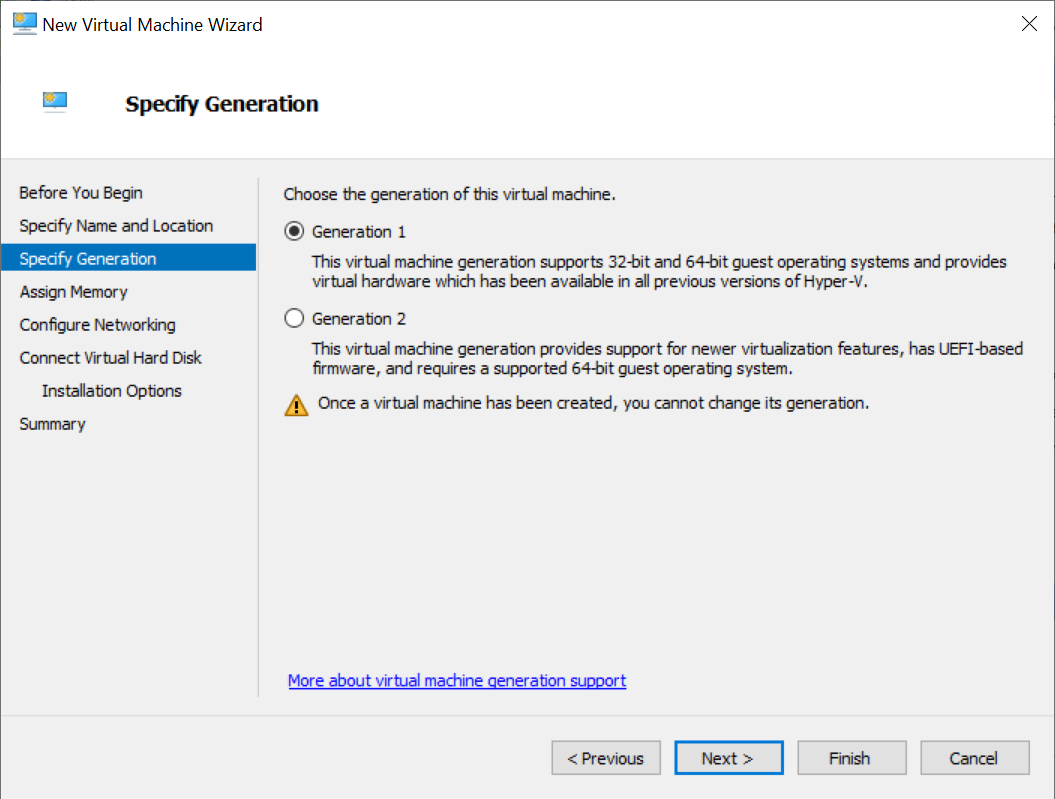 New Virtual Machine Wizard
Specify Generation
Before You Begin
Specify Name and Location
Specify Generation
Assign Memory
Configure Networking
Connect Virtual Hard Disk
Installation Options
Summary
Choose the generation of this virtual machine.
Generation 1
This virtual machine generation supports 32-bit and 64-bit guest operating systems and provides
virtual hardware which has been available in all previous versions of Hyper-V.
Generation 2
This virtual machine generation provides support for newer virtualization features, has UEFI-based
firmware, and requires a supported 64-bit guest operating system.
Once a virtual machine has been created, you cannot change its generation.
More about virtual machine generation support
< Previous
Next >
Finish
Cancel